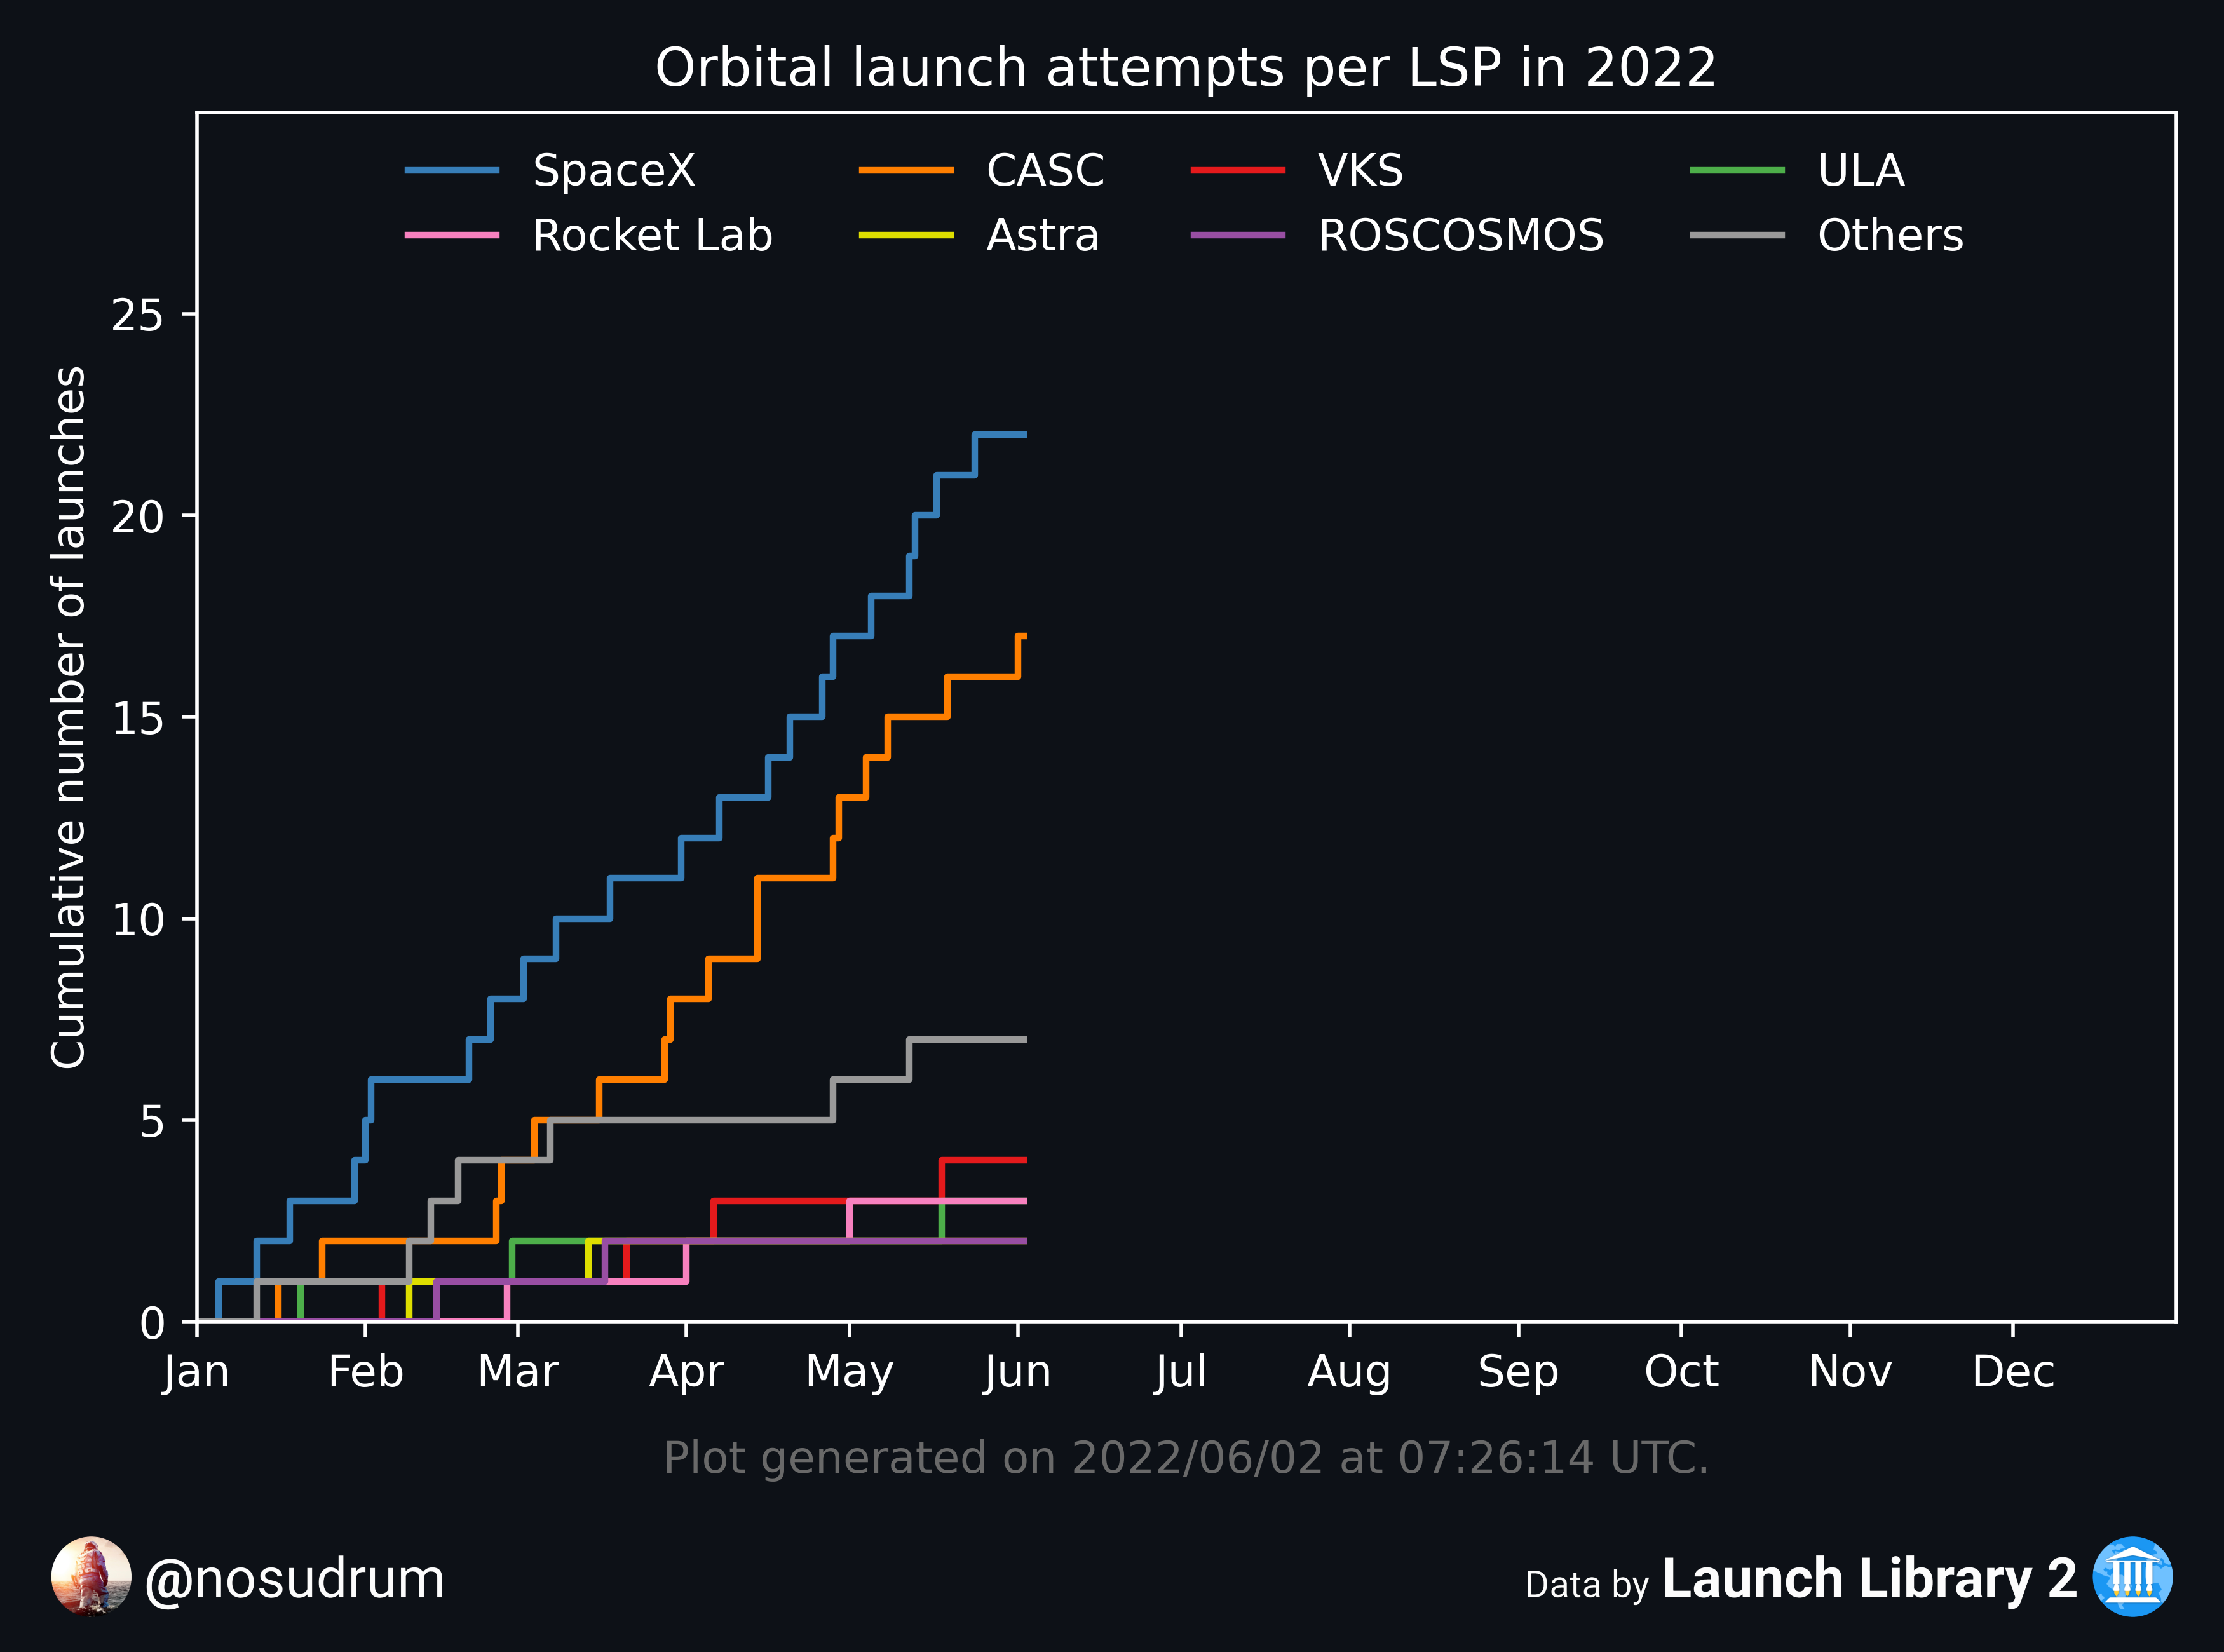 Orbital launch attempts per LSP in 2022
SpaceX CASC VKS ULA
Rocket Lab Astra ROSCOSMOS Others
Cumulative number of launches
25
20
15
10
5
0
Jan Feb Mar Apr May Jun Jul Aug Sep Oct Nov Dec
Plot generated on 2022/06/02 at 07:26:14 UTC.
@nosudrum
Data by Launch Library 2